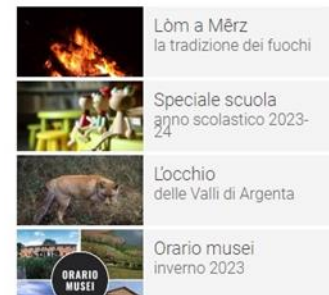 Lòm a Mērz
la tradizione dei fuochi
Speciale scuola
anno scolastico 2023-
24
L'occhio
delle Valli di Argenta
Orario musei
inverno 2023
ORARIO
MUSEI